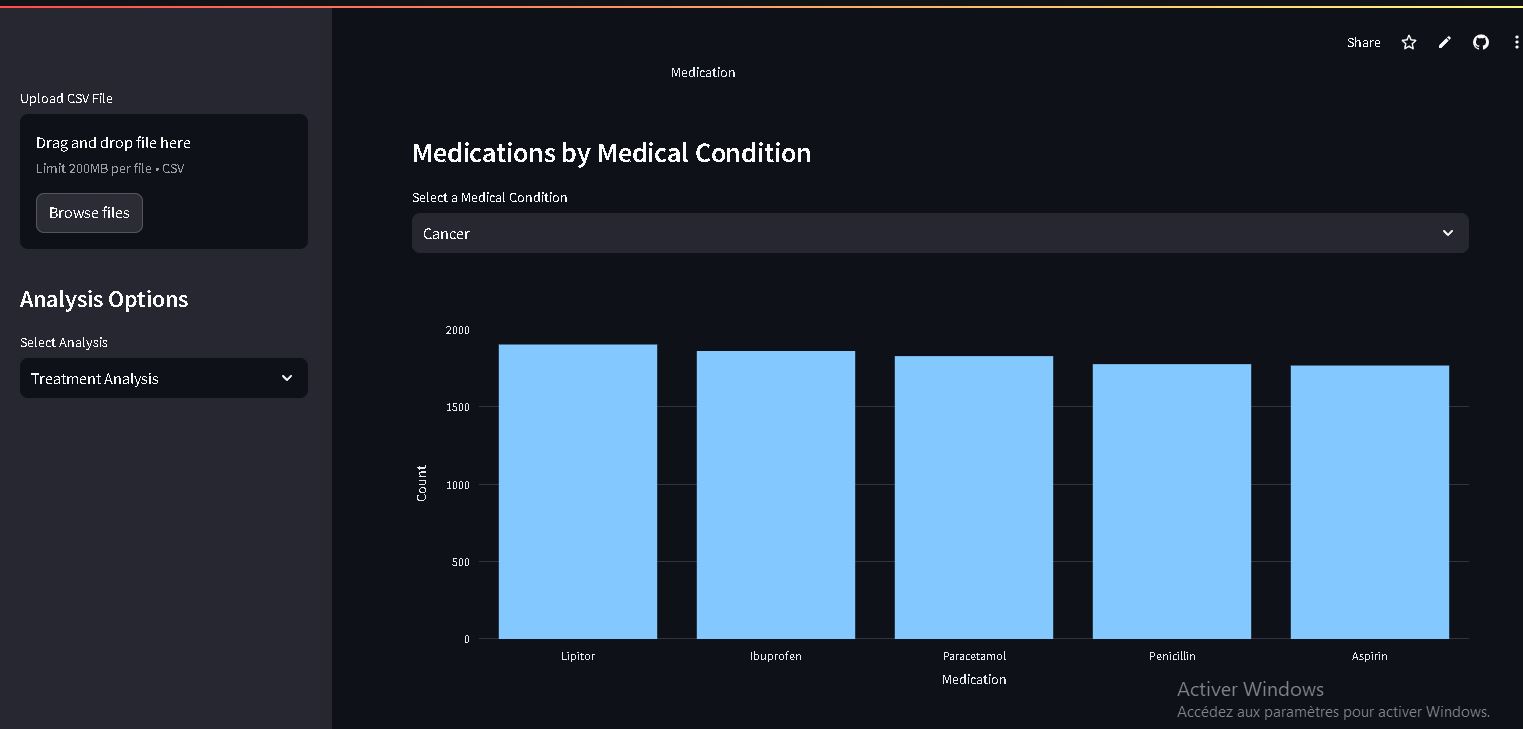 Share
Medication
Upload CSV File
Drag and drop file here
Limit 200MB per file • CSV
Browse files
Analysis Options
Select Analysis
Treatment Analysis
Medications by Medical Condition
Select a Medical Condition
Cancer
2000
1500
1000
500
0
Count
Lipitor
Ibuprofen
Paracetamol
Penicillin
Aspirin
Medication
Activer Windows
Accédez aux paramètres pour activer Windows.